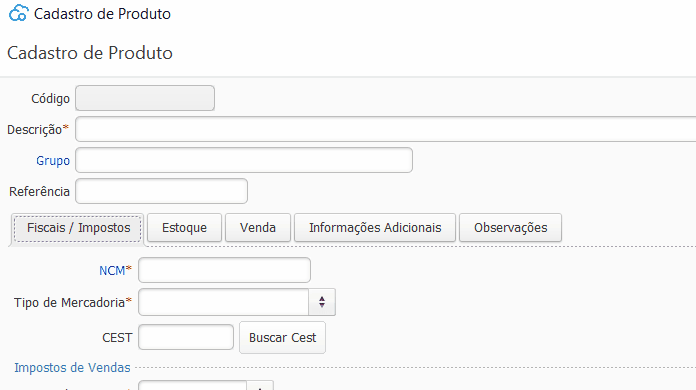 Cadastro de Produto
Cadastro de Produto
Código
Descrição*
Grupo
Referência
Fiscais / Impostos Estoque Venda Informações Adicionais Observações
NCM*
Tipo de Mercadoria*
CEST Buscar Cest
Impostos de Vendas